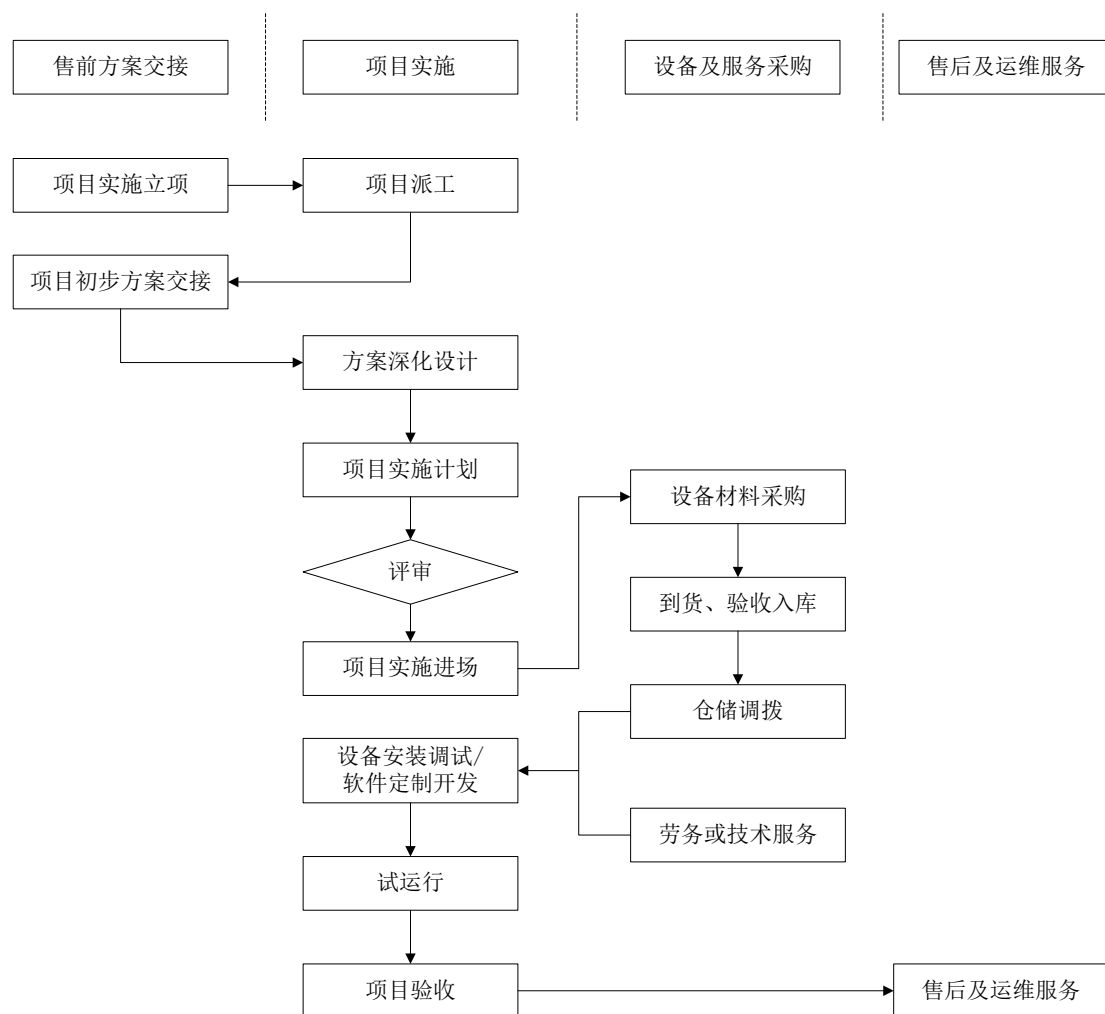 售前方案交接
项目实施
设备及服务采购
售后及运维服务
项目实施立项
项目派工
项目初步方案交接
方案深化设计
项目实施计划
设备材料采购
评审
到货、验收入库
项目实施进场
仓储调拨
设备安装调试/
软件定制开发
劳务或技术服务
试运行
项目验收
售后及运维服务